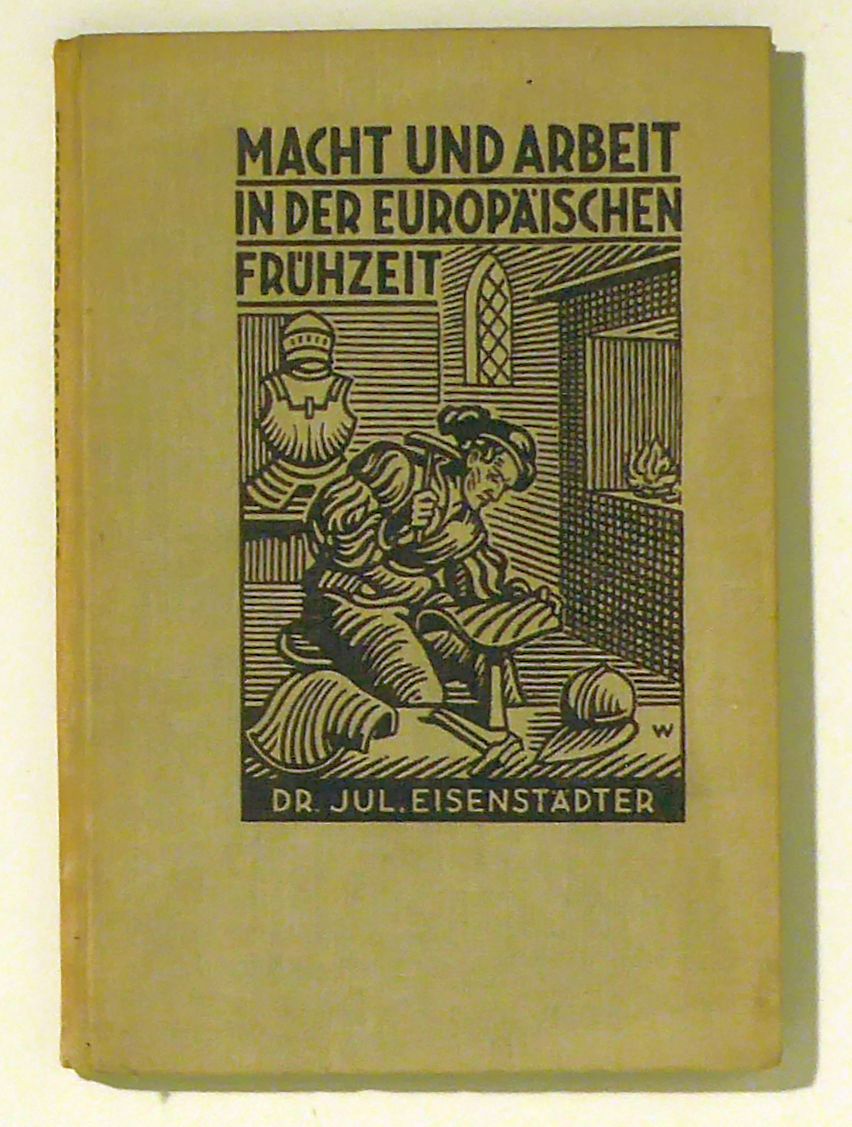 MACHT UND ARBEIT
IN DER EUROPÄISCHEN
FRÜHZEIT
W
DR. JUL. EISENSTÄDTER